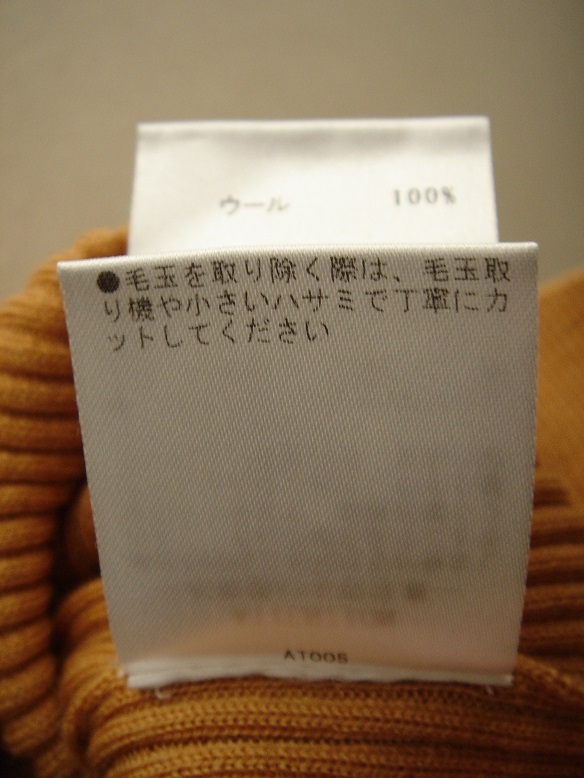 ウール 100%
●毛玉を取り除く際は、毛玉取
り機や小さいハサミで丁寧にカ
ットしてください
AT005